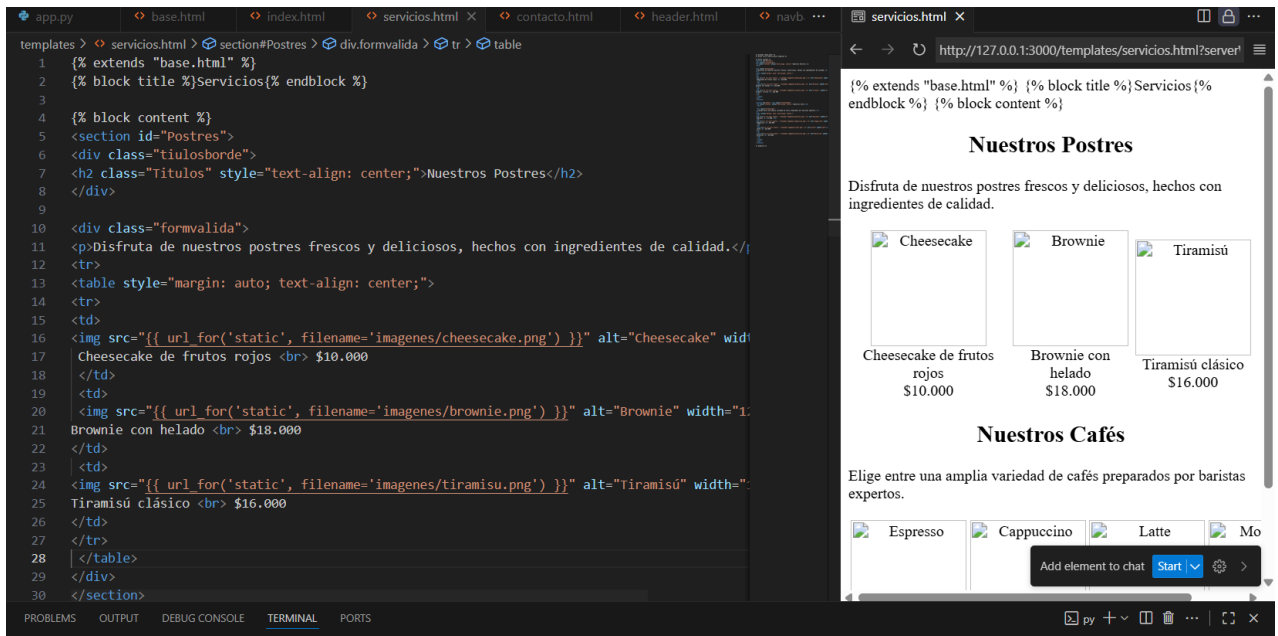 app.py base.html index.html servicios.html contacto.html header.html navb
templates > servicios.html > section#Postres > div.formvalida > tr > table
1 {% extends "base.html" %}
2 {% block title %}Servicios{% endblock %}
3
4 {% block content %}
5 <section id="Postres">
6 <div class="tiulosborde">
7 <h2 class="Titulos" style="text-align: center;">Nuestros Postres</h2>
8 </div>
9
10 <div class="formvalida">
11 <p>Disfruta de nuestros postres frescos y deliciosos, hechos con ingredientes de calidad.</p
12 <tr>
13 <table style="margin: auto; text-align: center;">
14 <tr>
15 <td>
16 <img src="{{ url_for('static', filename='imagenes/cheesecake.png') }}" alt="Cheesecake" widt
17 Cheesecake de frutos rojos <br> $10.000
18 </td>
19 <td>
20 <img src="{{ url_for('static', filename='imagenes/brownie.png') }}" alt="Brownie" width="12
21 Brownie con helado <br> $18.000
22 </td>
23 <td>
24 <img src="{{ url_for('static', filename='imagenes/tiramisu.png') }}" alt="Tiramisú" width="1
25 Tiramisú clásico <br> $16.000
26 </td>
27 </tr>
28 </table>
29 </div>
30 </section>
PROBLEMS OUTPUT DEBUG CONSOLE TERMINAL PORTS
py
servicios.html
http://127.0.0.1:3000/templates/servicios.html?server
{% extends "base.html" %} {% block title %}Servicios{%
endblock %} {% block content %}
Nuestros Postres
Disfruta de nuestros postres frescos y deliciosos, hechos con
ingredientes de calidad.
Cheesecake Brownie Tiramisú
Cheesecake de frutos
rojos
$10.000
Brownie con
helado
$18.000
Tiramisú clásico
$16.000
Nuestros Cafés
Elige entre una amplia variedad de cafés preparados por baristas
expertos.
Espresso Cappuccino Latte Mo
Add element to chat Start